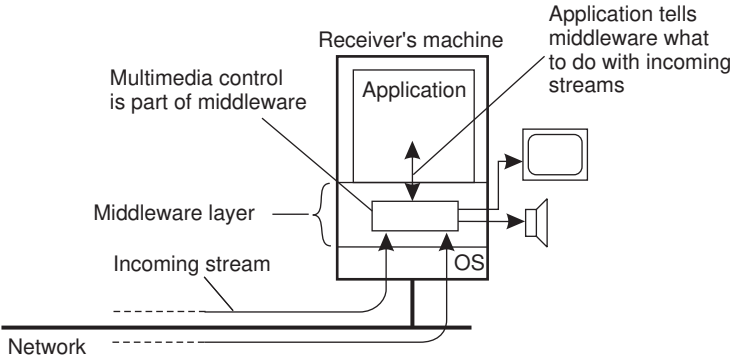 Application tells
middleware what
to do with incoming
streams
Receiver's machine
Multimedia control
is part of middleware
Application
Middleware layer
Incoming stream
OS
Network